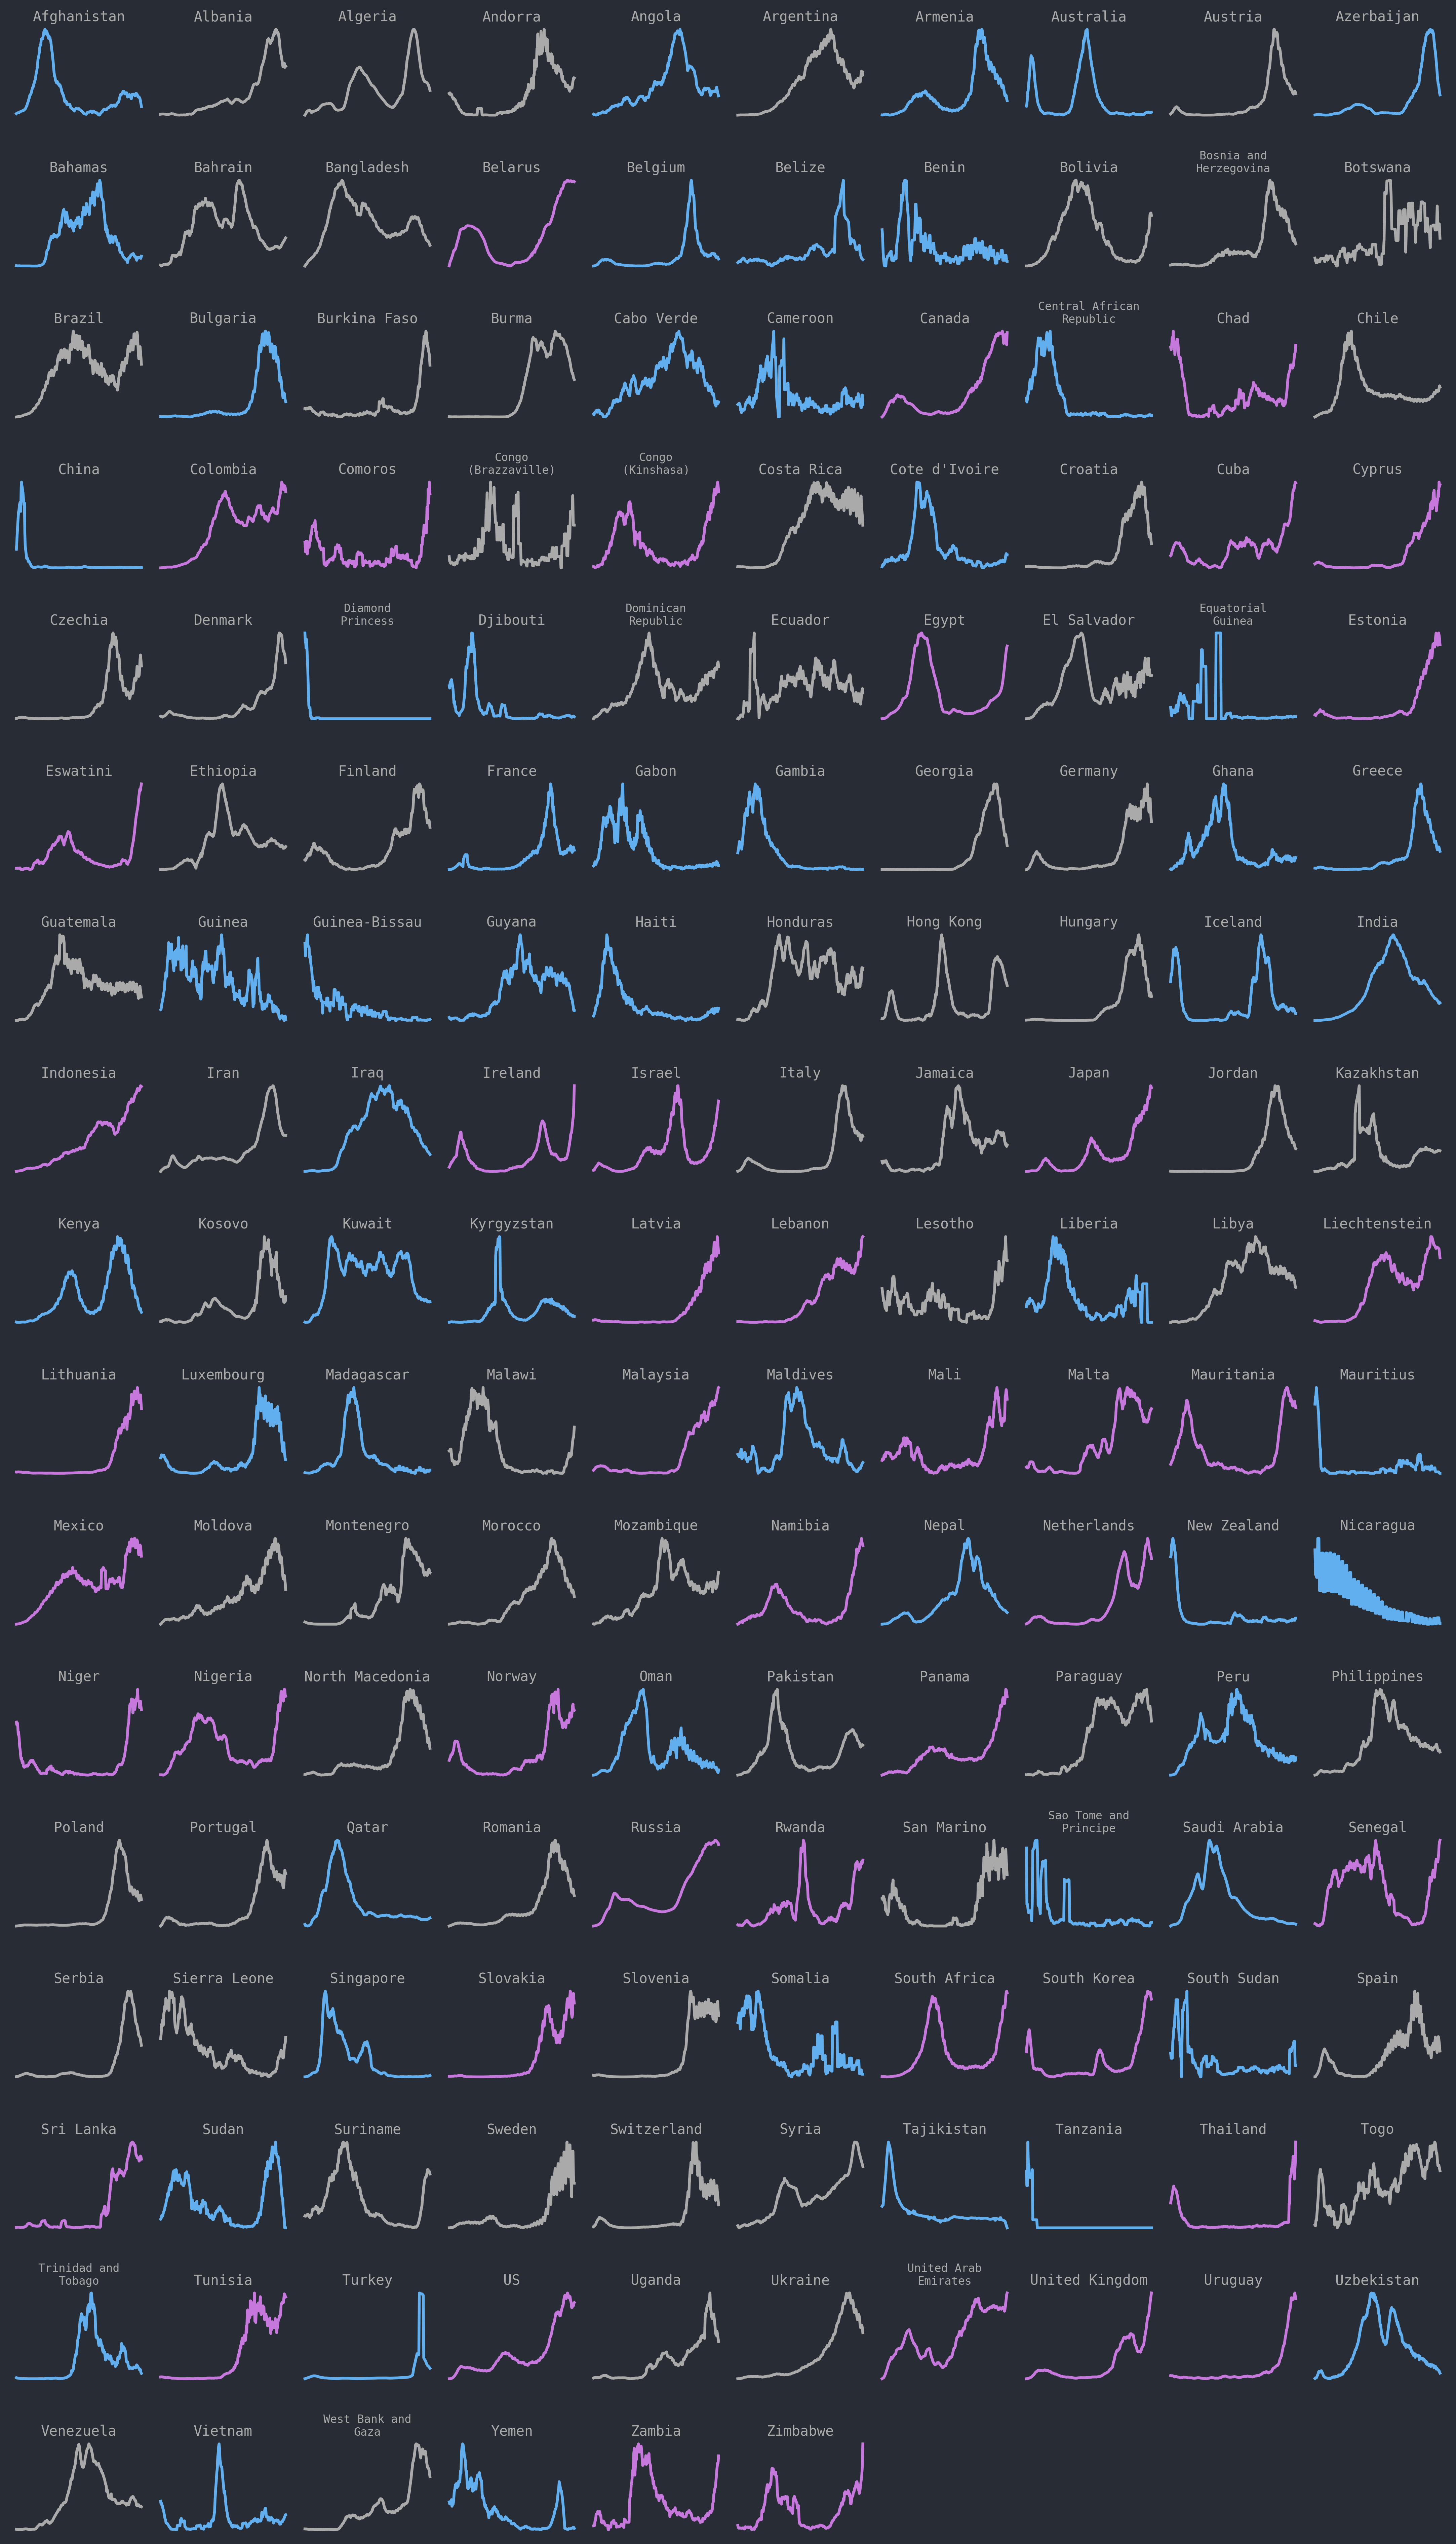 Afghanistan
Albania
Algeria
Andorra
Angola
Argentina
Armenia
Australia
Austria
Azerbaijan
Bahamas
Bahrain
Bangladesh
Belarus
Belgium
Belize
Benin
Bolivia
Bosnia and
Herzegovina
Botswana
Brazil
Bulgaria
Burkina Faso
Burma
Cabo Verde
Cameroon
Canada
Central African
Republic
Chad
Chile
China
Colombia
Comoros
Congo
(Brazzaville)
Congo
(Kinshasa)
Costa Rica
Cote d'Ivoire
Croatia
Cuba
Cyprus
Czechia
Denmark
Diamond
Princess
Djibouti
Dominican
Republic
Ecuador
Egypt
El Salvador
Equatorial
Guinea
Estonia
Eswatini
Ethiopia
Finland
France
Gabon
Gambia
Georgia
Germany
Ghana
Greece
Guatemala
Guinea
Guinea-Bissau
Guyana
Haiti
Honduras
Hong Kong
Hungary
Iceland
India
Indonesia
Iran
Iraq
Ireland
Israel
Italy
Jamaica
Japan
Jordan
Kazakhstan
Kenya
Kosovo
Kuwait
Kyrgyzstan
Latvia
Lebanon
Lesotho
Liberia
Libya
Liechtenstein
Lithuania
Luxembourg
Madagascar
Malawi
Malaysia
Maldives
Mali
Malta
Mauritania
Mauritius
Mexico
Moldova
Montenegro
Morocco
Mozambique
Namibia
Nepal
Netherlands
New Zealand
Nicaragua
Niger
Nigeria
North Macedonia
Norway
Oman
Pakistan
Panama
Paraguay
Peru
Philippines
Poland
Portugal
Qatar
Romania
Russia
Rwanda
San Marino
Sao Tome and
Principe
Saudi Arabia
Senegal
Serbia
Sierra Leone
Singapore
Slovakia
Slovenia
Somalia
South Africa
South Korea
South Sudan
Spain
Sri Lanka
Sudan
Suriname
Sweden
Switzerland
Syria
Tajikistan
Tanzania
Thailand
Togo
Trinidad and
Tobago
Tunisia
Turkey
US
Uganda
Ukraine
United Arab
Emirates
United Kingdom
Uruguay
Uzbekistan
Venezuela
Vietnam
West Bank and
Gaza
Yemen
Zambia
Zimbabwe